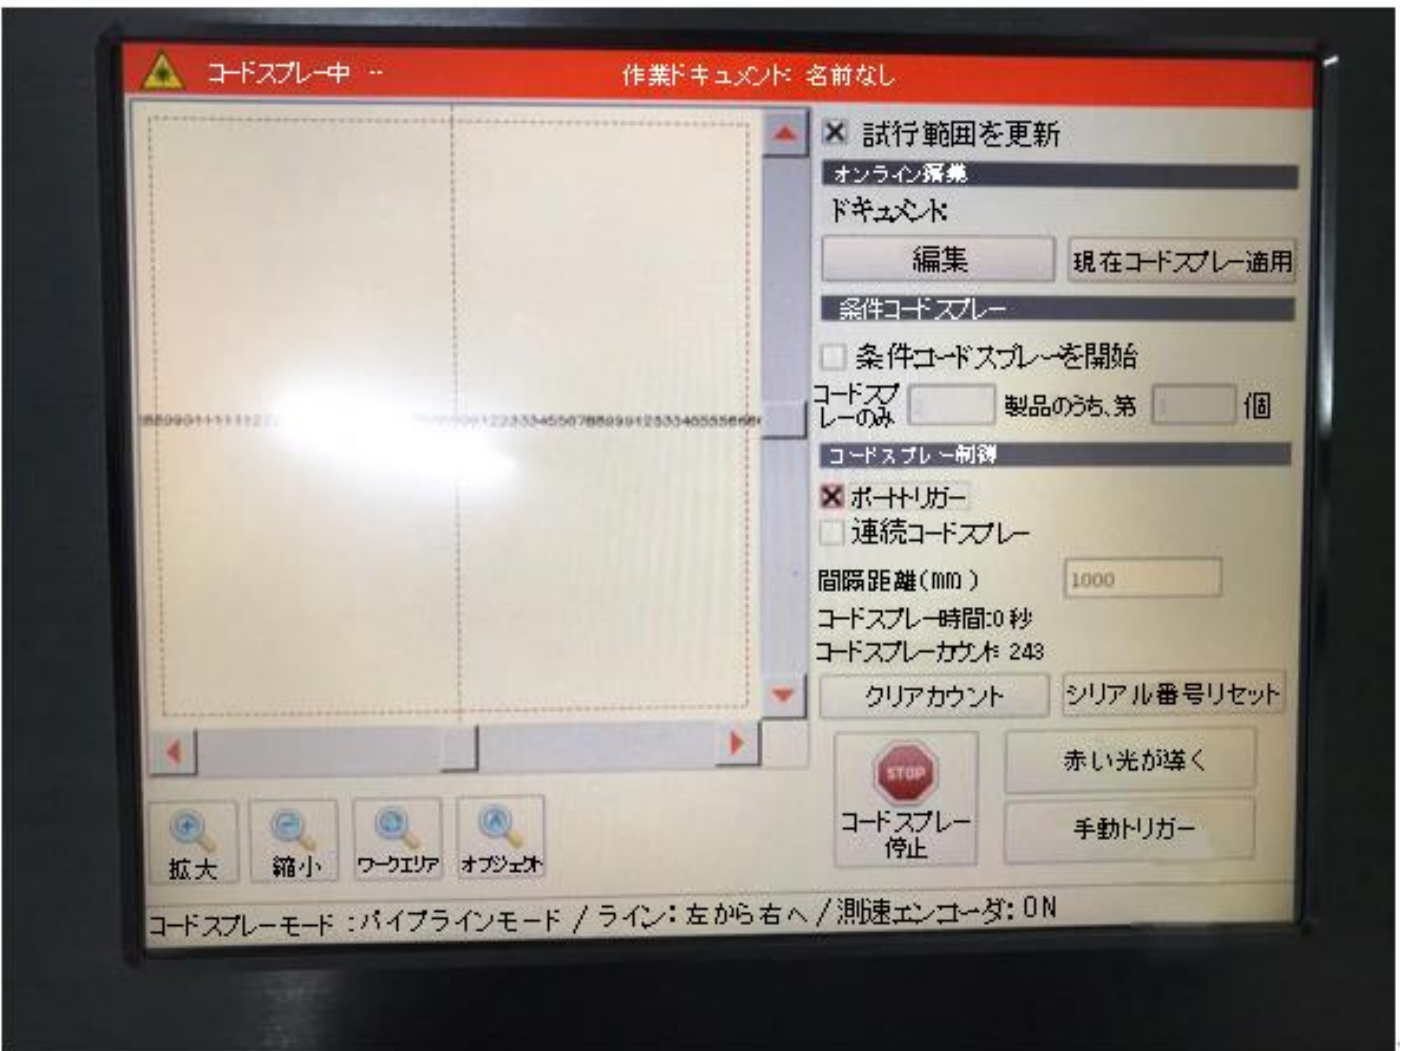 コードスプレー中 --
作業ドキュメント: 名前なし
試行範囲を更新
オンライン編集
ドキュメント:
編集
現在コードスプレー適用
条件コードスプレー
条件コードスプレーを開始
コードスプレーのみ
製品のうち、第
個
コードスプレー制御
ポートトリガー
連続コードスプレー
間隔距離(mm)
1000
コードスプレー時間:0 秒
コードスプレーカウント: 243
クリアカウント
シリアル番号リセット
STOP
コードスプレー
停止
赤い光が導く
手動トリガー
拡大
縮小
ワークエリア
オブジェクト
コードスプレーモード :パイプラインモード / ライン: 左から右へ / 測速エンコーダ: ON